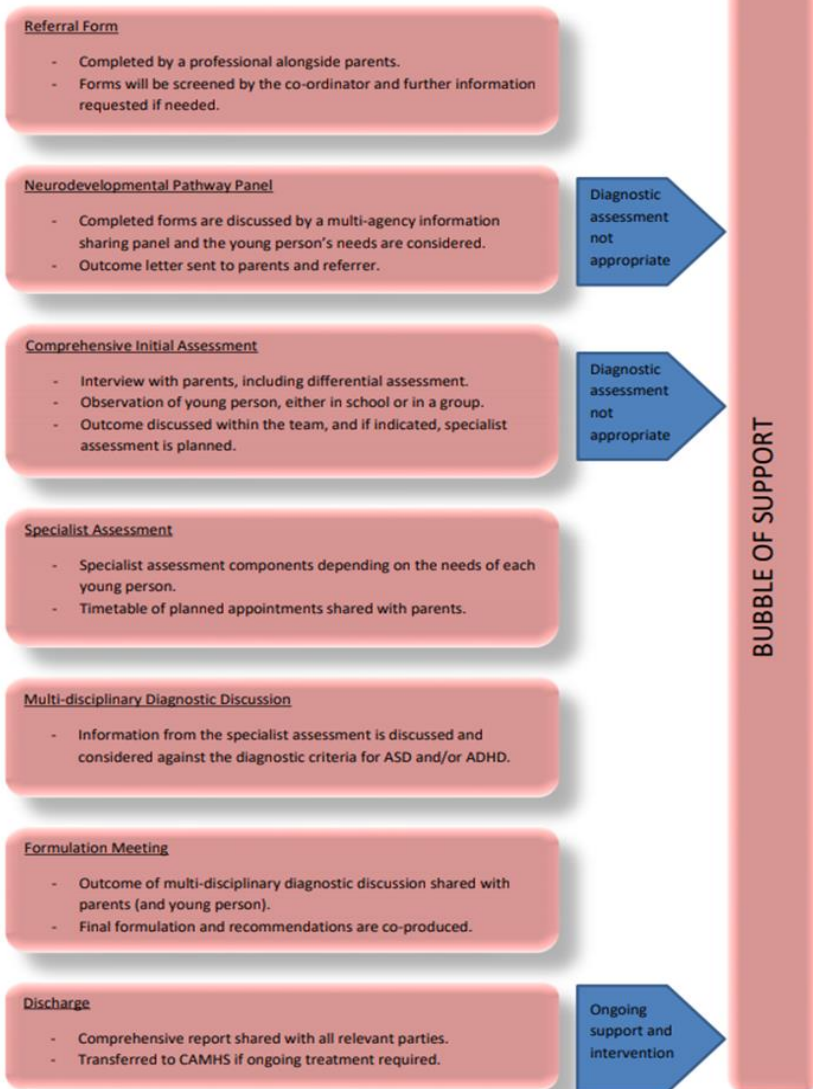 Referral Form
- Completed by a professional alongside parents.
- Forms will be screened by the co-ordinator and further information
requested if needed.
Neurodevelopmental Pathway Panel
- Completed forms are discussed by a multi-agency information
sharing panel and the young person's needs are considered.
- Outcome letter sent to parents and referrer.
Diagnostic
assessment
not
appropriate
Comprehensive Initial Assessment
- Interview with parents, including differential assessment.
- Observation of young person, either in school or in a group.
- Outcome discussed within the team, and if indicated, specialist
assessment is planned.
Diagnostic
assessment
not
appropriate
Specialist Assessment
- Specialist assessment components depending on the needs of each
young person.
- Timetable of planned appointments shared with parents.
Multi-disciplinary Diagnostic Discussion
- Information from the specialist assessment is discussed and
considered against the diagnostic criteria for ASD and/or ADHD.
Formulation Meeting
- Outcome of multi-disciplinary diagnostic discussion shared with
parents (and young person).
- Final formulation and recommendations are co-produced.
Discharge
- Comprehensive report shared with all relevant parties.
- Transferred to CAMHS if ongoing treatment required.
Ongoing
support and
intervention
BUBBLE OF SUPPORT